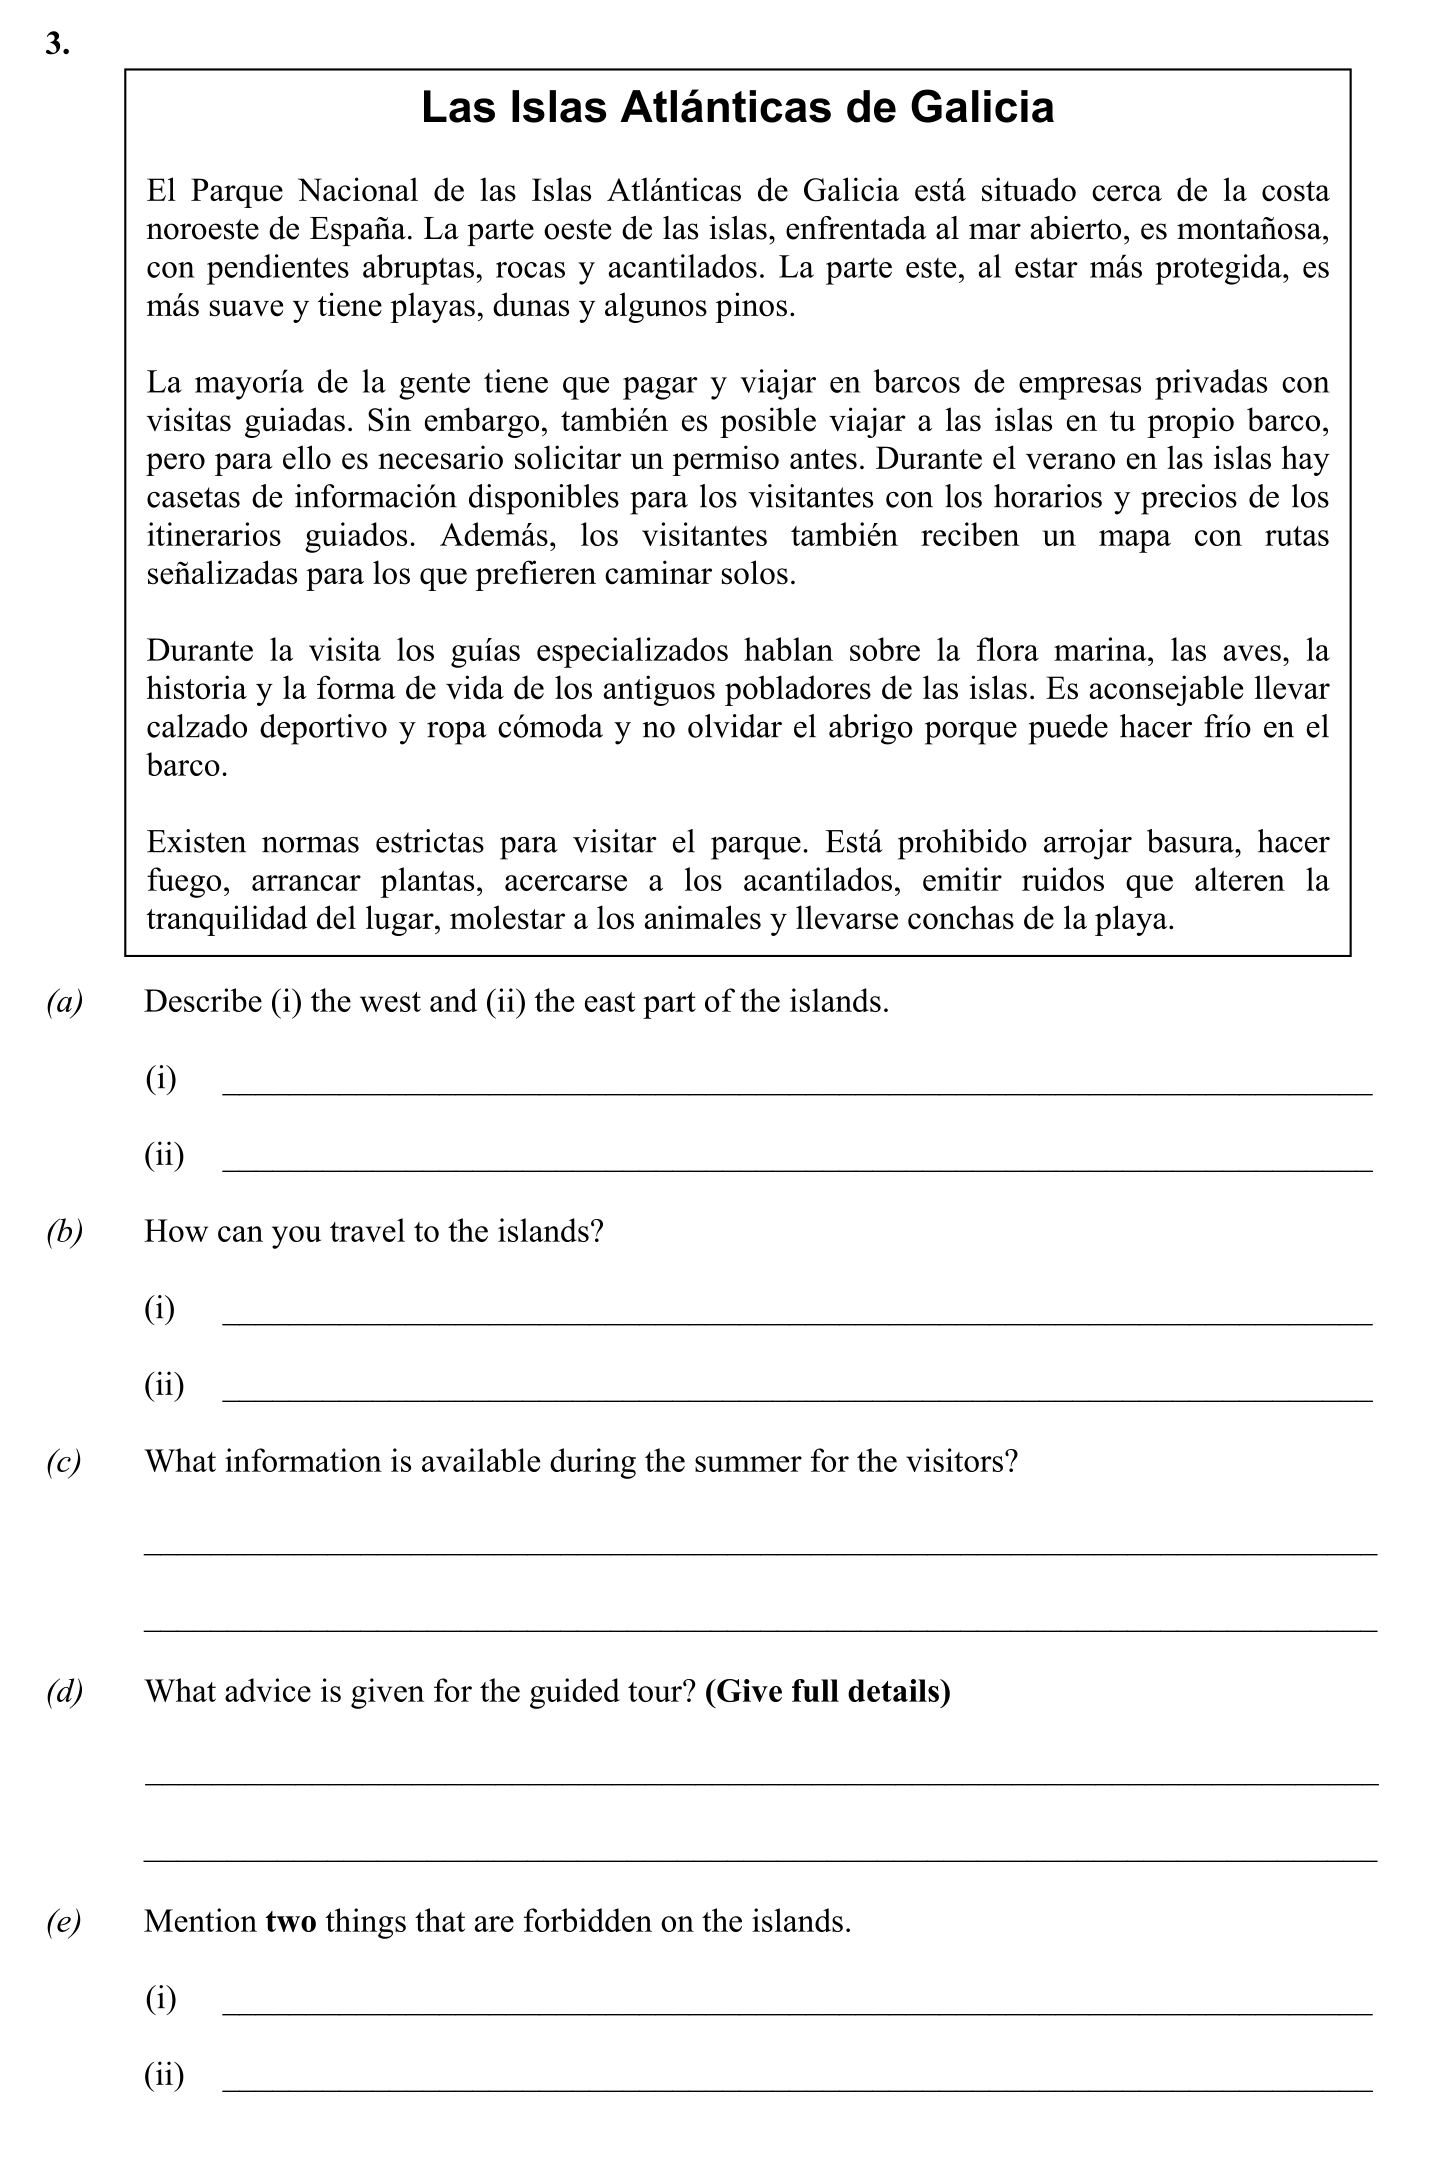 3.
Las Islas Atlánticas de Galicia
El Parque Nacional de las Islas Atlánticas de Galicia está situado cerca de la costa
noroeste de España. La parte oeste de las islas, enfrentada al mar abierto, es montañosa,
con pendientes abruptas, rocas y acantilados. La parte este, al estar más protegida, es
más suave y tiene playas, dunas y algunos pinos.
La mayoría de la gente tiene que pagar y viajar en barcos de empresas privadas con
visitas guiadas. Sin embargo, también es posible viajar a las islas en tu propio barco,
pero para ello es necesario solicitar un permiso antes. Durante el verano en las islas hay
casetas de información disponibles para los visitantes con los horarios y precios de los
itinerarios guiados. Además, los visitantes también reciben un mapa con rutas
señalizadas para los que prefieren caminar solos.
Durante la visita los guías especializados hablan sobre la flora marina, las aves, la
historia y la forma de vida de los antiguos pobladores de las islas. Es aconsejable llevar
calzado deportivo y ropa cómoda y no olvidar el abrigo porque puede hacer frío en el
barco.
Existen normas estrictas para visitar el parque. Está prohibido arrojar basura, hacer
fuego, arrancar plantas, acercarse a los acantilados, emitir ruidos que alteren la
tranquilidad del lugar, molestar a los animales y llevarse conchas de la playa.
(a) Describe (i) the west and (ii) the east part of the islands.
(i)
(ii)
(b) How can you travel to the islands?
(i)
(ii)
(c) What information is available during the summer for the visitors?
(d) What advice is given for the guided tour? (Give full details)
(e) Mention two things that are forbidden on the islands.
(i)
(ii)